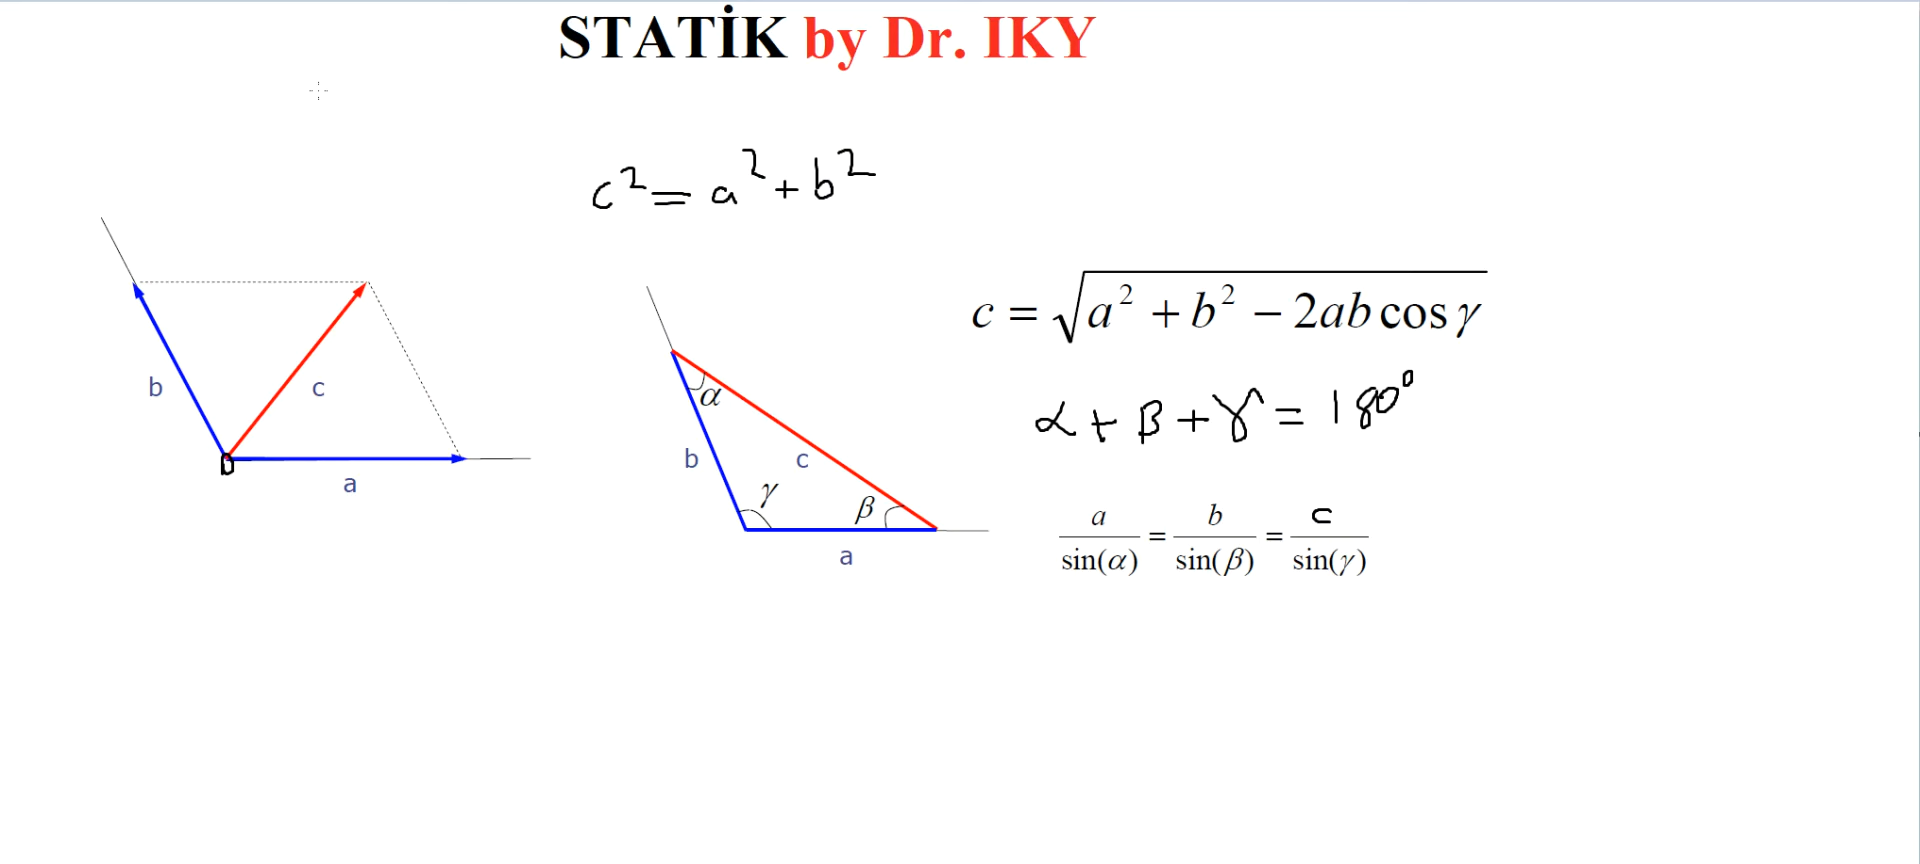 STATİK by Dr. IKY
c² = a² + b²
c = √a² + b² − 2ab cos γ
α + β + γ = 180°
b
c
a
α
b
c
γ
β
a
a/sin(α) = b/sin(β) = c/sin(γ)